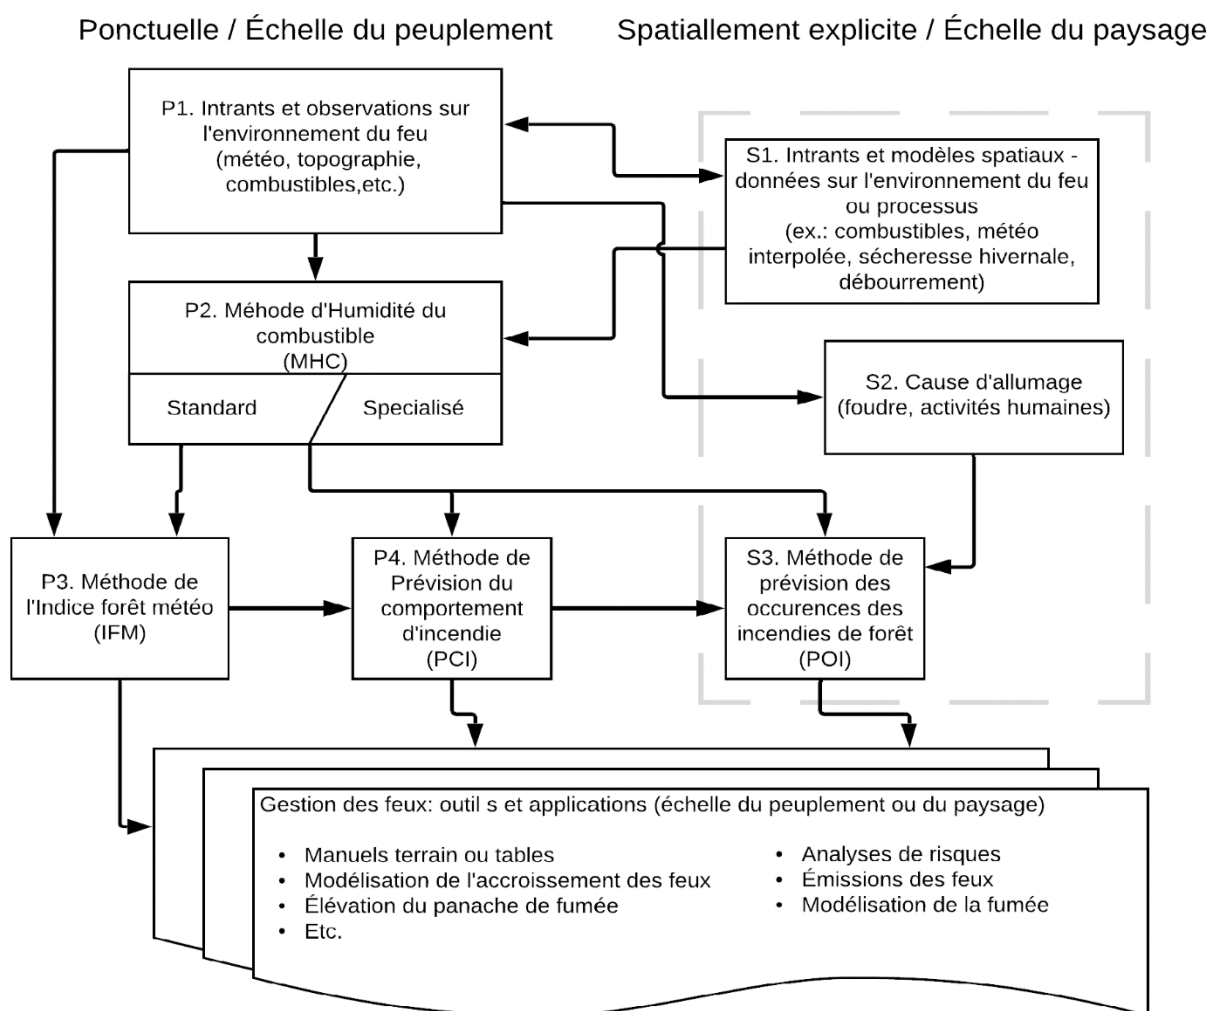 Ponctuelle / Échelle du peuplement
Spatiallement explicite / Échelle du paysage
P1. Intrants et observations sur
l'environnement du feu
(météo, topographie,
combustibles,etc.)
S1. Intrants et modèles spatiaux -
données sur l'environnement du feu
ou processus
(ex.: combustibles, météo
interpolée, sécheresse hivernale,
débourrement)
P2. Méhode d'Humidité du
combustible
(MHC)
Standard
Specialisé
S2. Cause d'allumage
(foudre, activités humaines)
P3. Méthode de
l'Indice forêt météo
(IFM)
P4. Méthode de
Prévision du
comportement
d'incendie
(PCI)
S3. Méthode de
prévision des
occurences des
incendies de forêt
(POI)
Gestion des feux: outil s et applications (échelle du peuplement ou du paysage)
• Manuels terrain ou tables
• Modélisation de l'accroissement des feux
• Élévation du panache de fumée
• Etc.
• Analyses de risques
• Émissions des feux
• Modélisation de la fumée